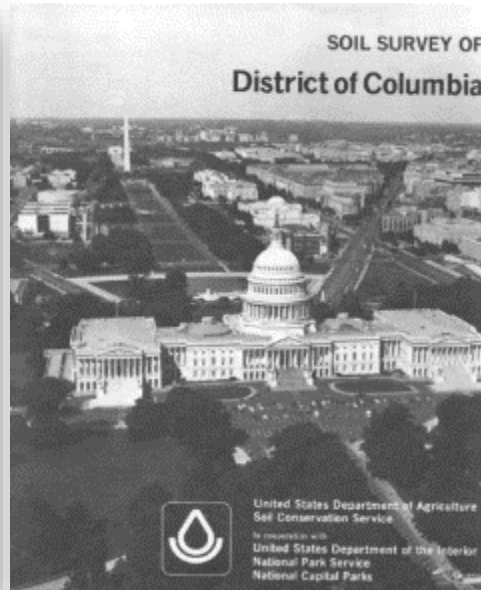 SOIL SURVEY OF
District of Columbia
United States Department of Agriculture
Soil Conservation Service
In cooperation with
United States Department of the Interior
National Park Service
National Capital Parks